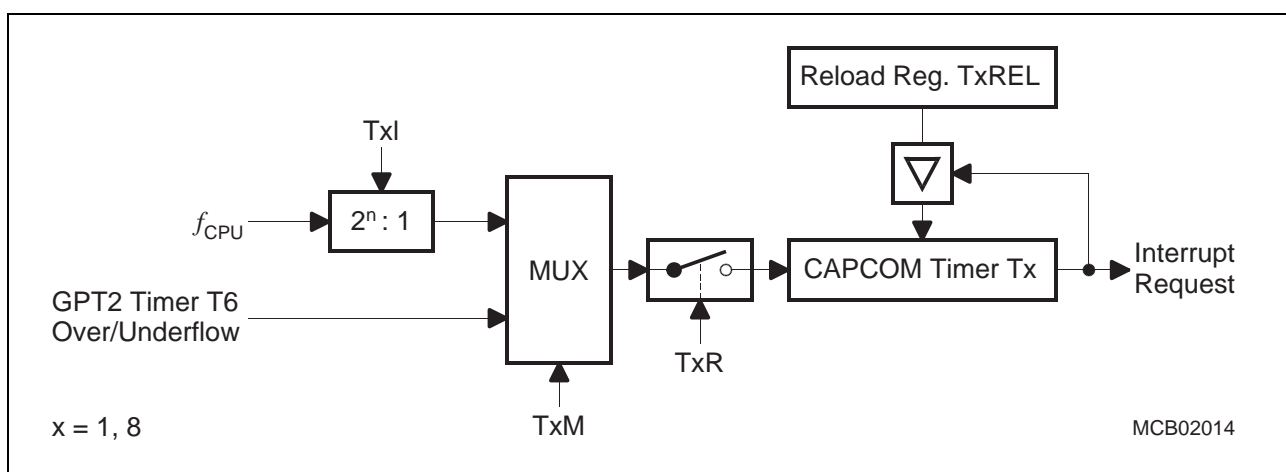 Reload Reg. TxREL
TxI
f_CPU
2ⁿ : 1
MUX
CAPCOM Timer Tx
Interrupt
Request
GPT2 Timer T6
Over/Underflow
TxR
x = 1, 8
TxM
MCB02014